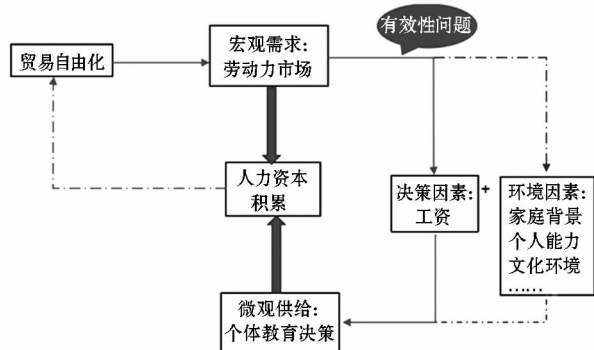 有效性问题
宏观需求:
劳动力市场
贸易自由化
人力资本
积累
决策因素:
工资
+
环境因素:
家庭背景
个人能力
文化环境
……
微观供给:
个体教育决策